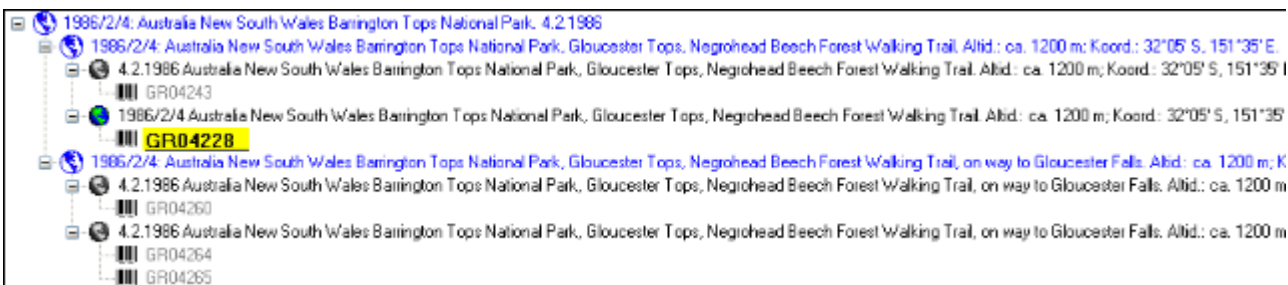 1986/2/4: Australia New South Wales Barrington Tops National Park. 4.2.1986
1986/2/4: Australia New South Wales Barrington Tops National Park, Gloucester Tops, Negrohead Beech Forest Walking Trail. Altid.: ca. 1200 m; Koord.: 32°05' S, 151°35' E.
4.2.1986 Australia New South Wales Barrington Tops National Park, Gloucester Tops, Negrohead Beech Forest Walking Trail. Altid.: ca. 1200 m; Koord.: 32°05' S, 151°35'
GR04243
1986/2/4 Australia New South Wales Barrington Tops National Park, Gloucester Tops, Negrohead Beech Forest Walking Trail. Altid.: ca. 1200 m; Koord.: 32°05' S, 151°35'
GR04228
1986/2/4: Australia New South Wales Barrington Tops National Park, Gloucester Tops, Negrohead Beech Forest Walking Trail, on way to Gloucester Falls. Altid.: ca. 1200 m; K
4.2.1986 Australia New South Wales Barrington Tops National Park, Gloucester Tops, Negrohead Beech Forest Walking Trail, on way to Gloucester Falls. Altid.: ca. 1200 m
GR04260
4.2.1986 Australia New South Wales Barrington Tops National Park, Gloucester Tops, Negrohead Beech Forest Walking Trail, on way to Gloucester Falls. Altid.: ca. 1200 m
GR04264
GR04265